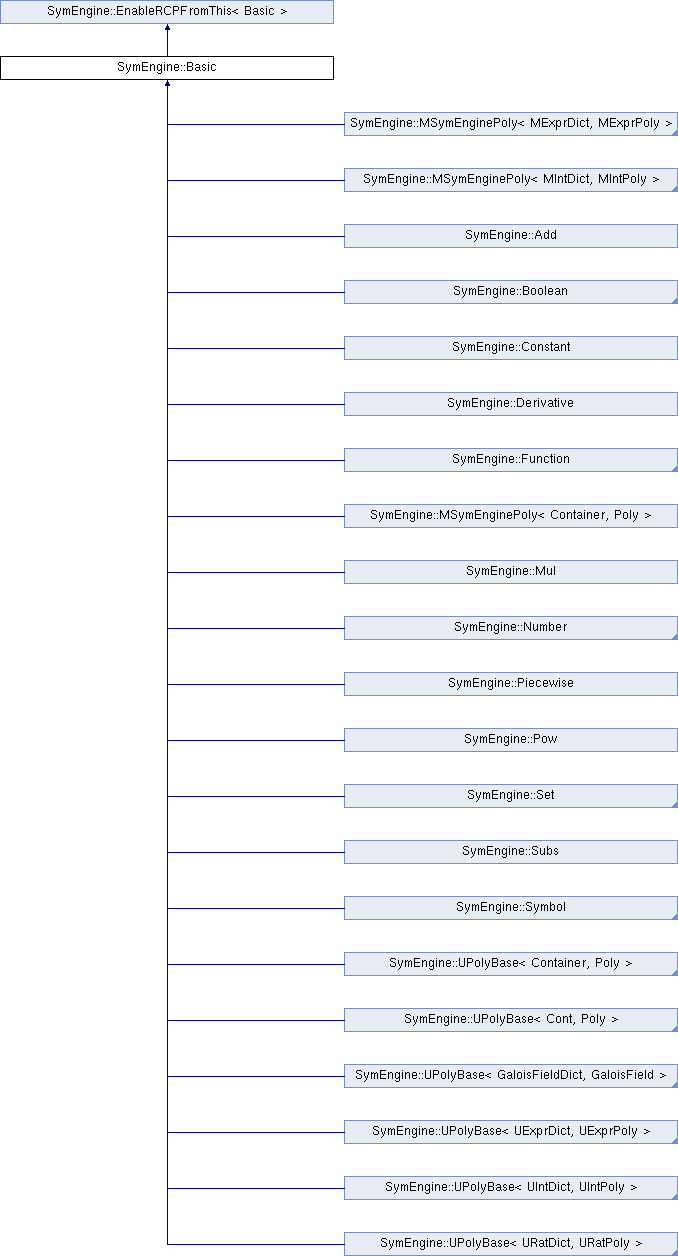 SymEngine::EnableRCPFromThis< Basic >
SymEngine::Basic
SymEngine::MSymEnginePoly< MExprDict, MExprPoly >
SymEngine::MSymEnginePoly< MIntDict, MIntPoly >
SymEngine::Add
SymEngine::Boolean
SymEngine::Constant
SymEngine::Derivative
SymEngine::Function
SymEngine::MSymEnginePoly< Container, Poly >
SymEngine::Mul
SymEngine::Number
SymEngine::Piecewise
SymEngine::Pow
SymEngine::Set
SymEngine::Subs
SymEngine::Symbol
SymEngine::UPolyBase< Container, Poly >
SymEngine::UPolyBase< Cont, Poly >
SymEngine::UPolyBase< GaloisFieldDict, GaloisField >
SymEngine::UPolyBase< UExprDict, UExprPoly >
SymEngine::UPolyBase< UIntDict, UIntPoly >
SymEngine::UPolyBase< URatDict, URatPoly >